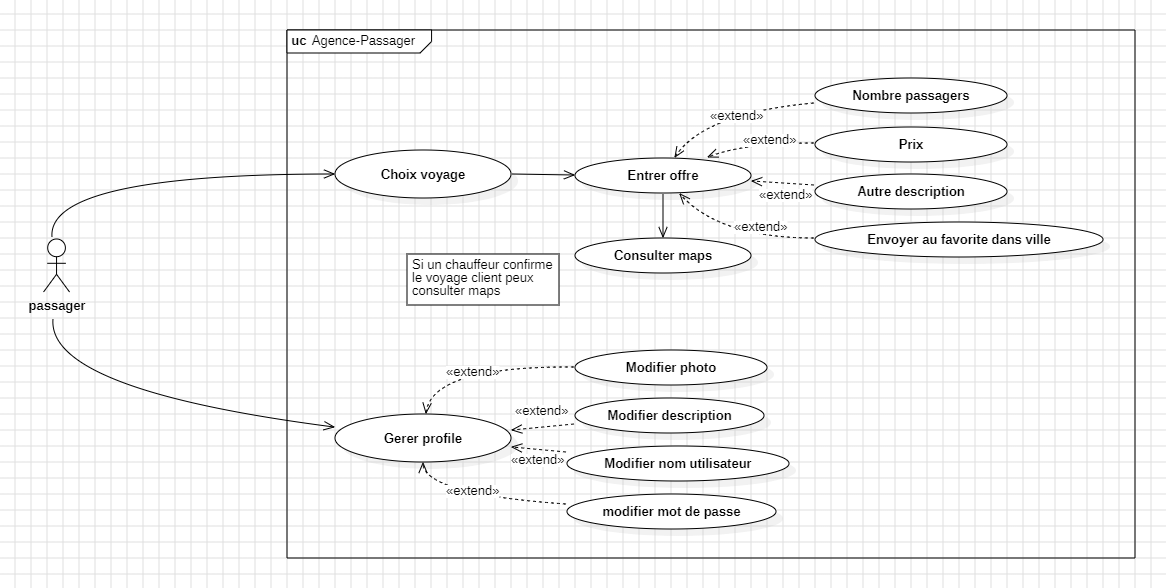 uc Agence-Passager
Nombre passagers
«extend»
«extend»
Prix
Choix voyage
Entrer offre
Autre description
«extend»
«extend»
Envoyer au favorite dans ville
Consulter maps
Si un chauffeur confirme
le voyage client peux
consulter maps
passager
«extend»
Modifier photo
«extend»
Modifier description
Gerer profile
«extend»
Modifier nom utilisateur
«extend»
modifier mot de passe